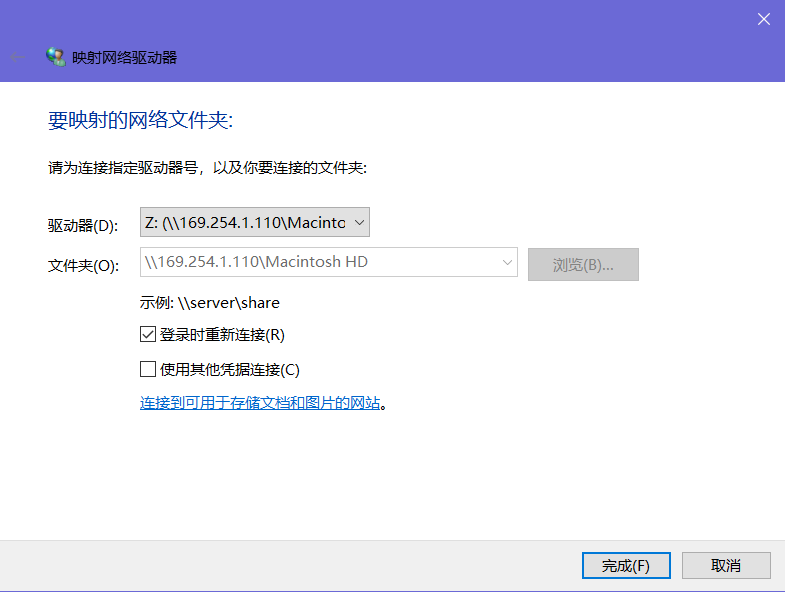 映射网络驱动器
要映射的网络文件夹:
请为连接指定驱动器号，以及你要连接的文件夹:
驱动器(D): Z: (\\169.254.1.110\Macinto
文件夹(O): \\169.254.1.110\Macintosh HD 浏览(B)...
示例: \\server\share
登录时重新连接(R)
使用其他凭据连接(C)
连接到可用于存储文档和图片的网站。
完成(F) 取消